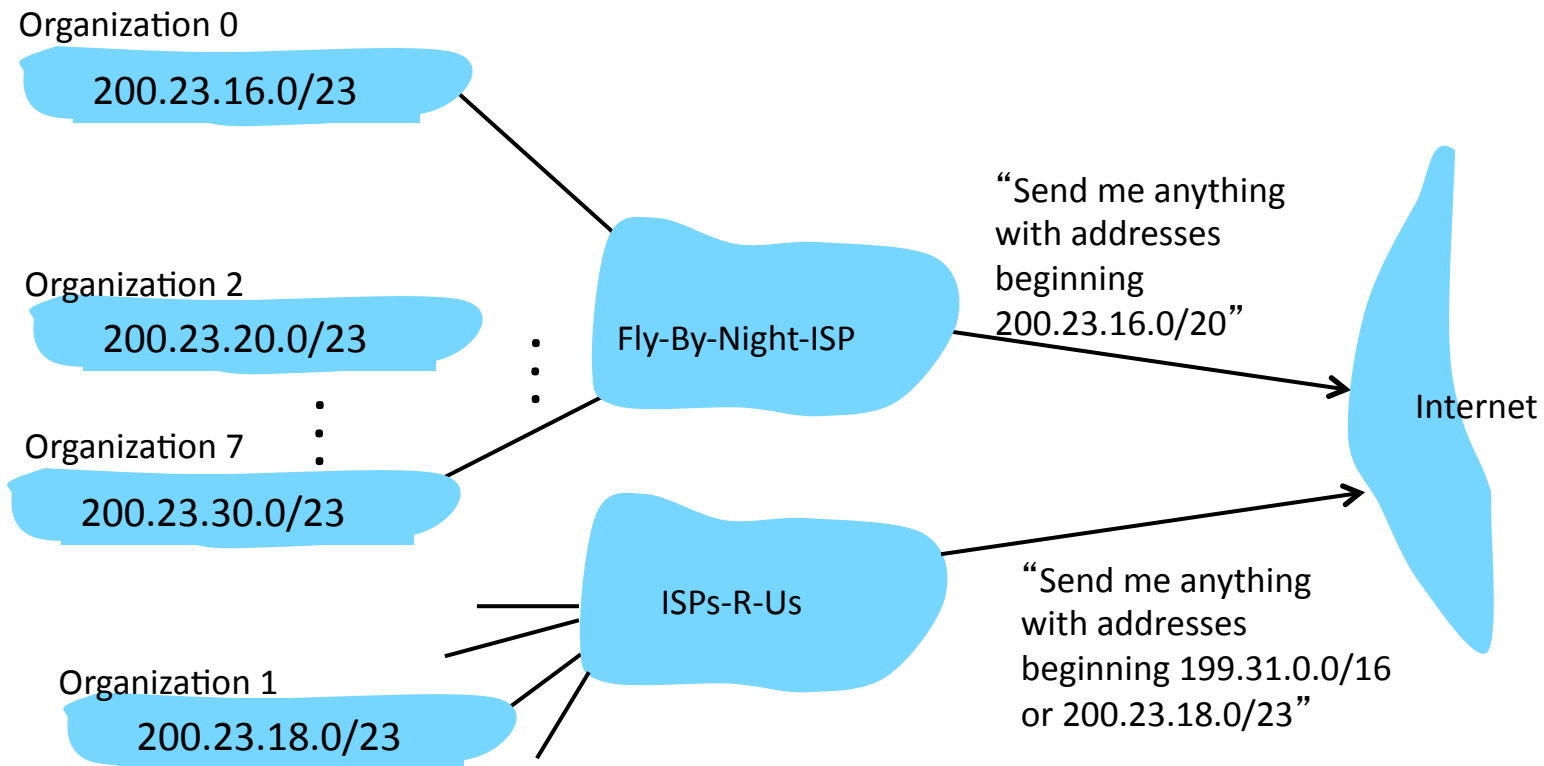 Organization 0
200.23.16.0/23
Organization 2
200.23.20.0/23
Organization 7
200.23.30.0/23
Organization 1
200.23.18.0/23
Fly-By-Night-ISP
ISPs-R-Us
“Send me anything
with addresses
beginning
200.23.16.0/20”
“Send me anything
with addresses
beginning 199.31.0.0/16
or 200.23.18.0/23”
Internet